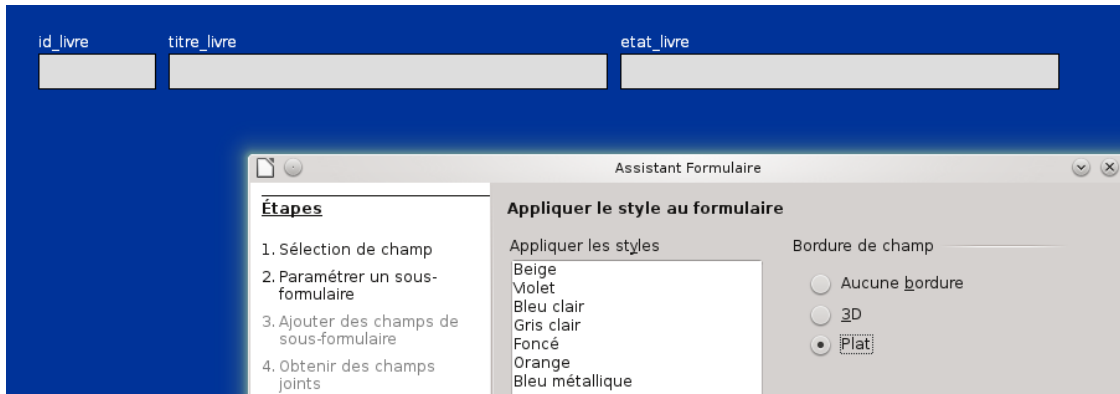 id_livre titre_livre etat_livre
Assistant Formulaire
Étapes
1. Sélection de champ
2. Paramétrer un sous-
formulaire
3. Ajouter des champs de
sous-formulaire
4. Obtenir des champs
joints
Appliquer le style au formulaire
Appliquer les styles
Beige
Violet
Bleu clair
Gris clair
Foncé
Orange
Bleu métallique
Bordure de champ
Aucune bordure
3D
Plat